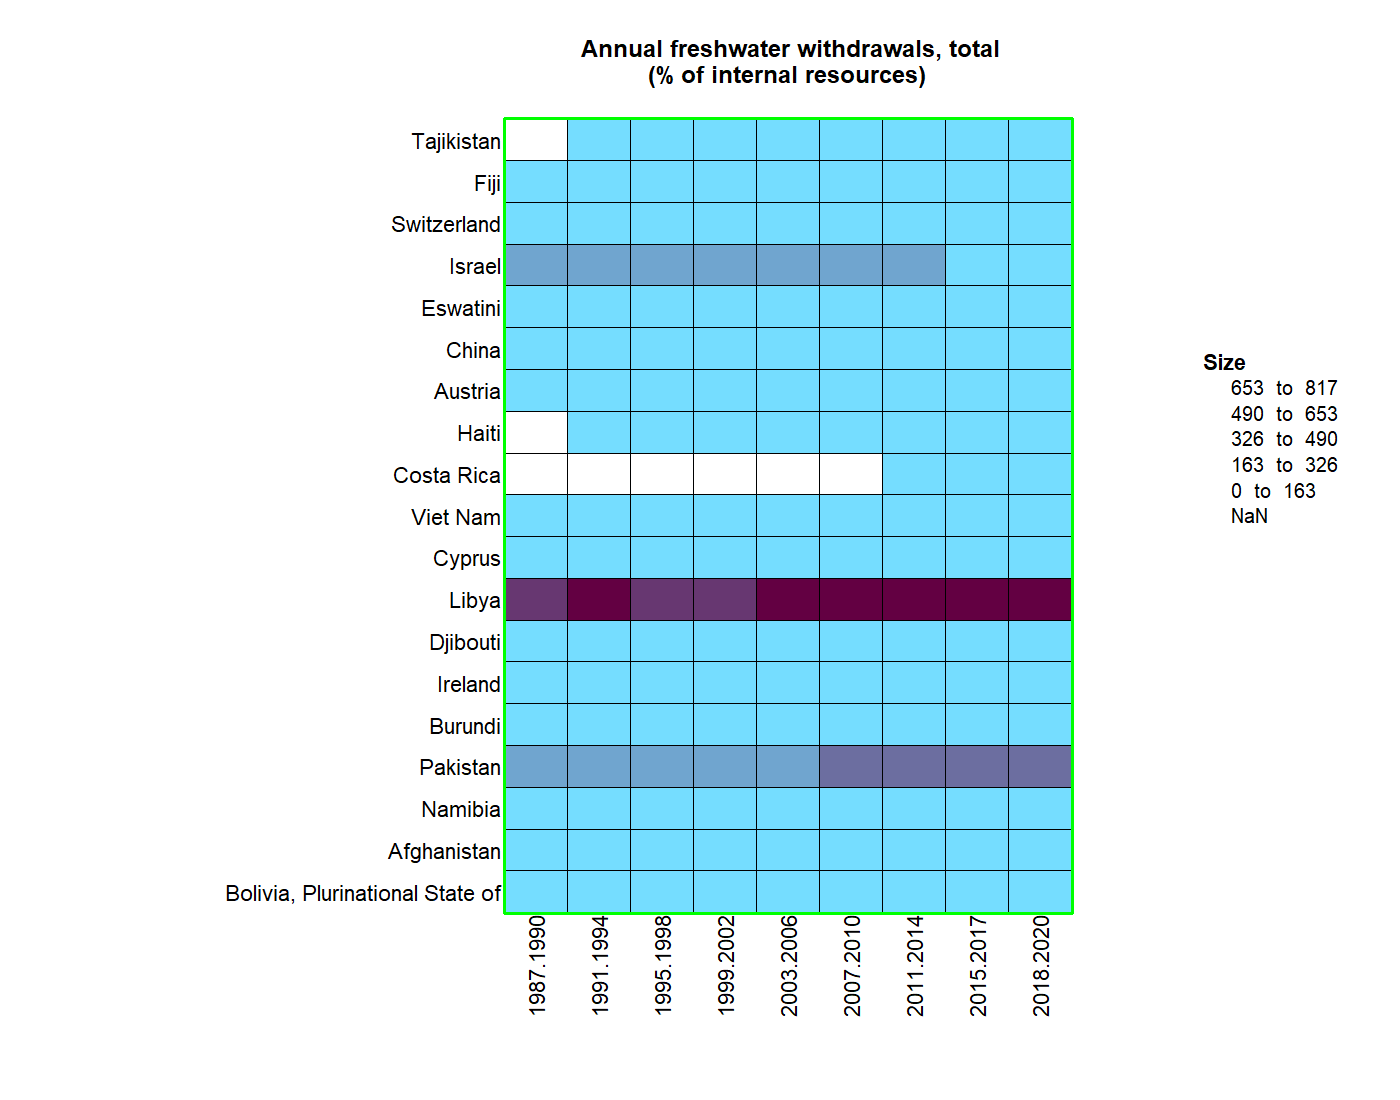 Annual freshwater withdrawals, total
(% of internal resources)
Tajikistan
Fiji
Switzerland
Israel
Eswatini
China
Austria
Haiti
Costa Rica
Viet Nam
Cyprus
Libya
Djibouti
Ireland
Burundi
Pakistan
Namibia
Afghanistan
Bolivia, Plurinational State of
1987.1990
1991.1994
1995.1998
1999.2002
2003.2006
2007.2010
2011.2014
2015.2017
2018.2020
Size
653 to 817
490 to 653
326 to 490
163 to 326
0 to 163
NaN